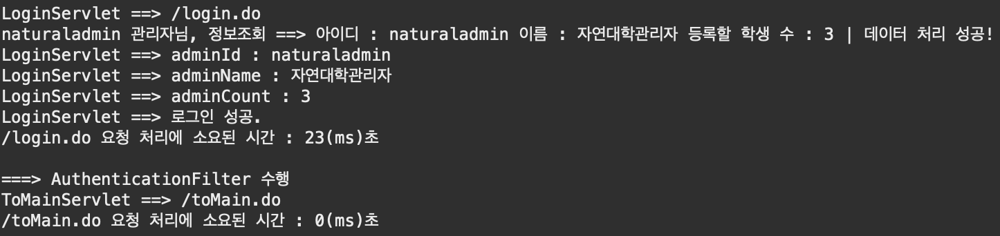 LoginServlet ==> /login.do
naturaladmin 관리자님, 정보조회 ==> 아이디 : naturaladmin 이름 : 자연대학관리자 등록할 학생 수 : 3 | 데이터 처리 성공!
LoginServlet ==> adminId : naturaladmin
LoginServlet ==> adminName : 자연대학관리자
LoginServlet ==> adminCount : 3
LoginServlet ==> 로그인 성공.
/login.do 요청 처리에 소요된 시간 : 23(ms)초
===> AuthenticationFilter 수행
ToMainServlet ==> /toMain.do
/toMain.do 요청 처리에 소요된 시간 : 0(ms)초